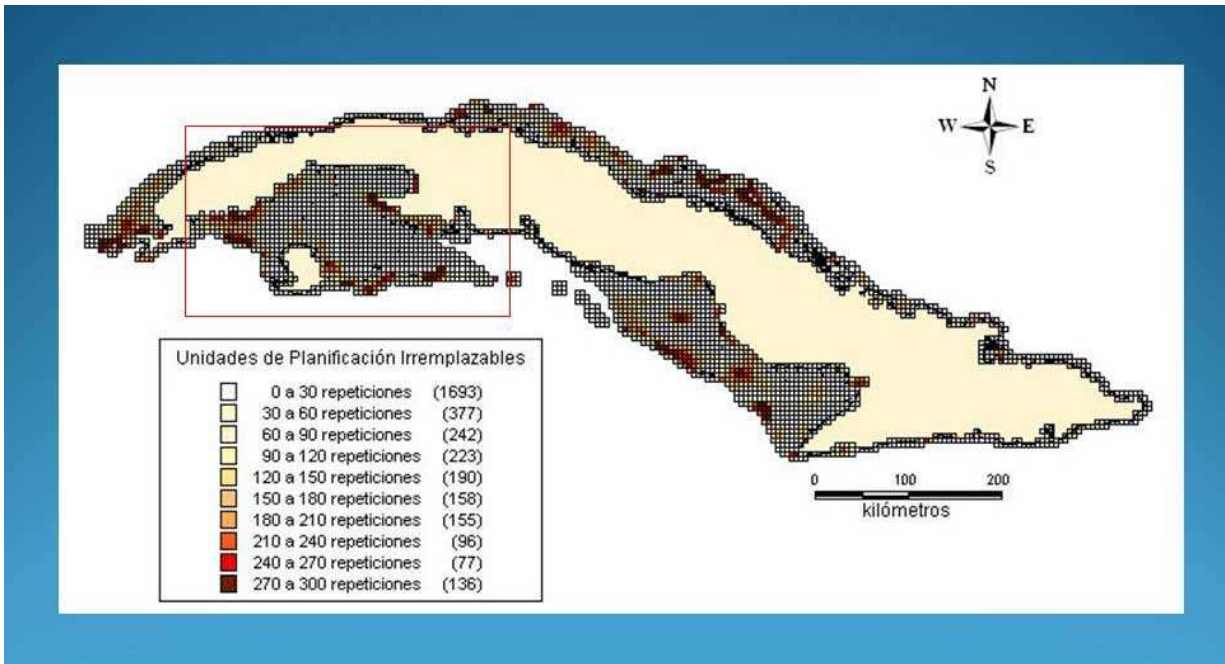 N
W E
S
Unidades de Planificación Irremplazables
0 a 30 repeticiones (1693)
30 a 60 repeticiones (377)
60 a 90 repeticiones (242)
90 a 120 repeticiones (223)
120 a 150 repeticiones (190)
150 a 180 repeticiones (158)
180 a 210 repeticiones (155)
210 a 240 repeticiones (96)
240 a 270 repeticiones (77)
270 a 300 repeticiones (136)
0 100 200
kilómetros